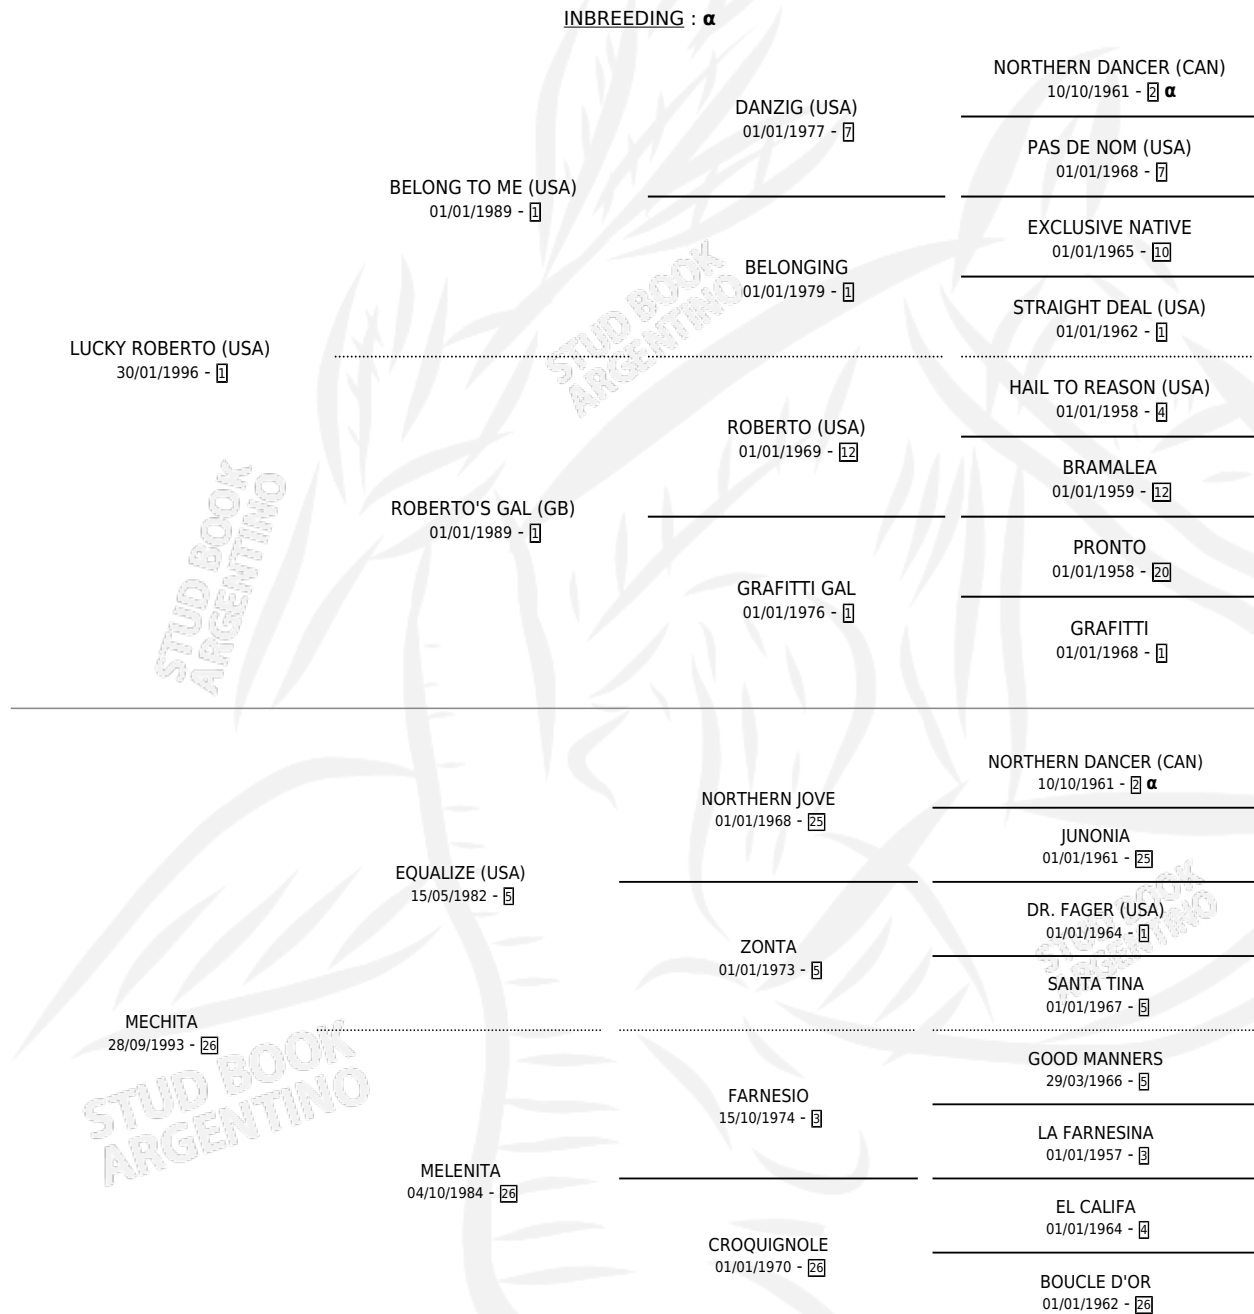 INBREEDING : α
NORTHERN DANCER (CAN)
10/10/1961 - 2 α
DANZIG (USA)
01/01/1977 - 7
PAS DE NOM (USA)
01/01/1968 - 7
BELONG TO ME (USA)
01/01/1989 - 1
EXCLUSIVE NATIVE
01/01/1965 - 10
BELONGING
01/01/1979 - 1
STRAIGHT DEAL (USA)
01/01/1962 - 1
STUD BOOK
ARGENTINO
LUCKY ROBERTO (USA)
30/01/1996 - 1
HAIL TO REASON (USA)
01/01/1958 - 4
ROBERTO (USA)
01/01/1969 - 12
BRAMALEA
01/01/1959 - 12
ROBERTO'S GAL (GB)
01/01/1989 - 1
PRONTO
01/01/1958 - 20
GRAFITTI GAL
01/01/1976 - 1
GRAFITTI
01/01/1968 - 1
STUD BOOK
ARGENTINO
NORTHERN DANCER (CAN)
10/10/1961 - 2 α
NORTHERN JOVE
01/01/1968 - 25
JUNONIA
01/01/1961 - 25
EQUALIZE (USA)
15/05/1982 - 5
DR. FAGER (USA)
01/01/1964 - 1
ZONTA
01/01/1973 - 5
SANTA TINA
01/01/1967 - 5
STUD BOOK
ARGENTINO
MECHITA
28/09/1993 - 26
GOOD MANNERS
29/03/1966 - 5
FARNESIO
15/10/1974 - 3
LA FARNESINA
01/01/1957 - 3
STUD BOOK
ARGENTINO
MELENITA
04/10/1984 - 26
EL CALIFA
01/01/1964 - 4
CROQUIGNOLE
01/01/1970 - 26
BOUCLE D'OR
01/01/1962 - 26